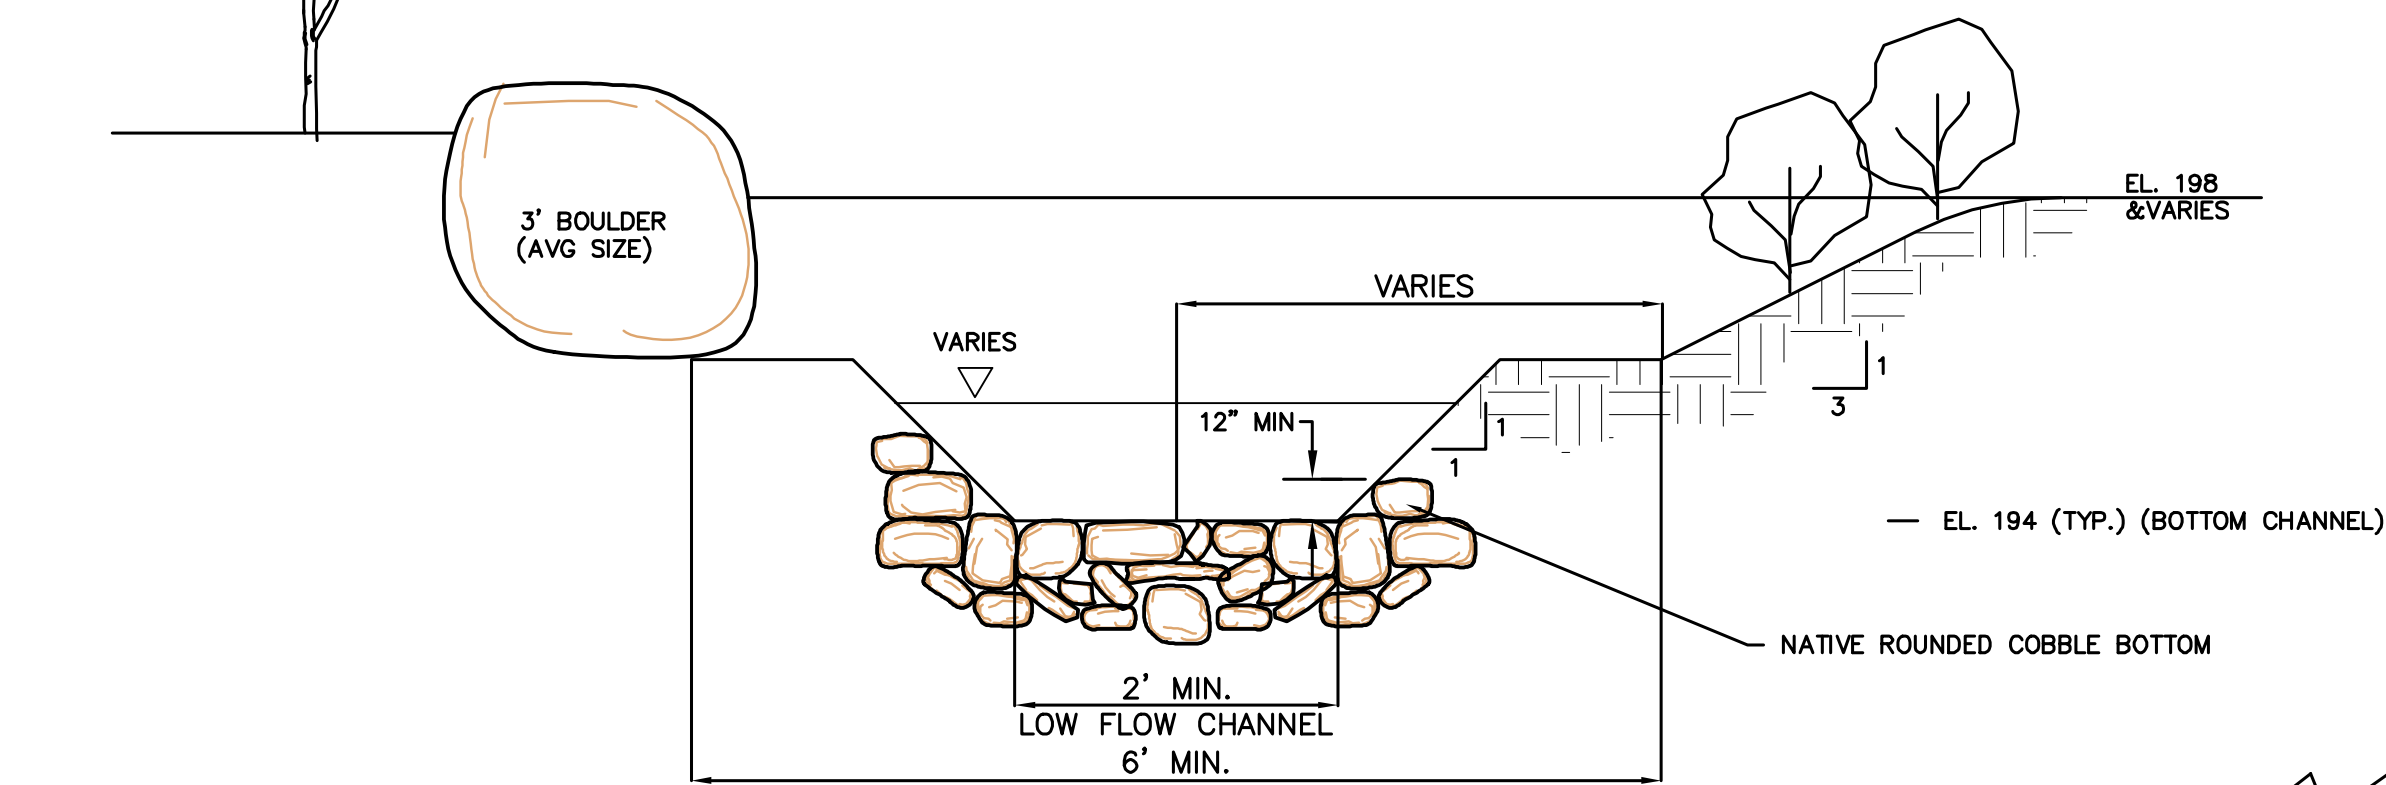 EL. 198
&VARIES
3' BOULDER
(AVG SIZE)
VARIES
VARIES
12" MIN
1
1
1
3
EL. 194 (TYP.) (BOTTOM CHANNEL)
NATIVE ROUNDED COBBLE BOTTOM
2' MIN.
LOW FLOW CHANNEL
6' MIN.